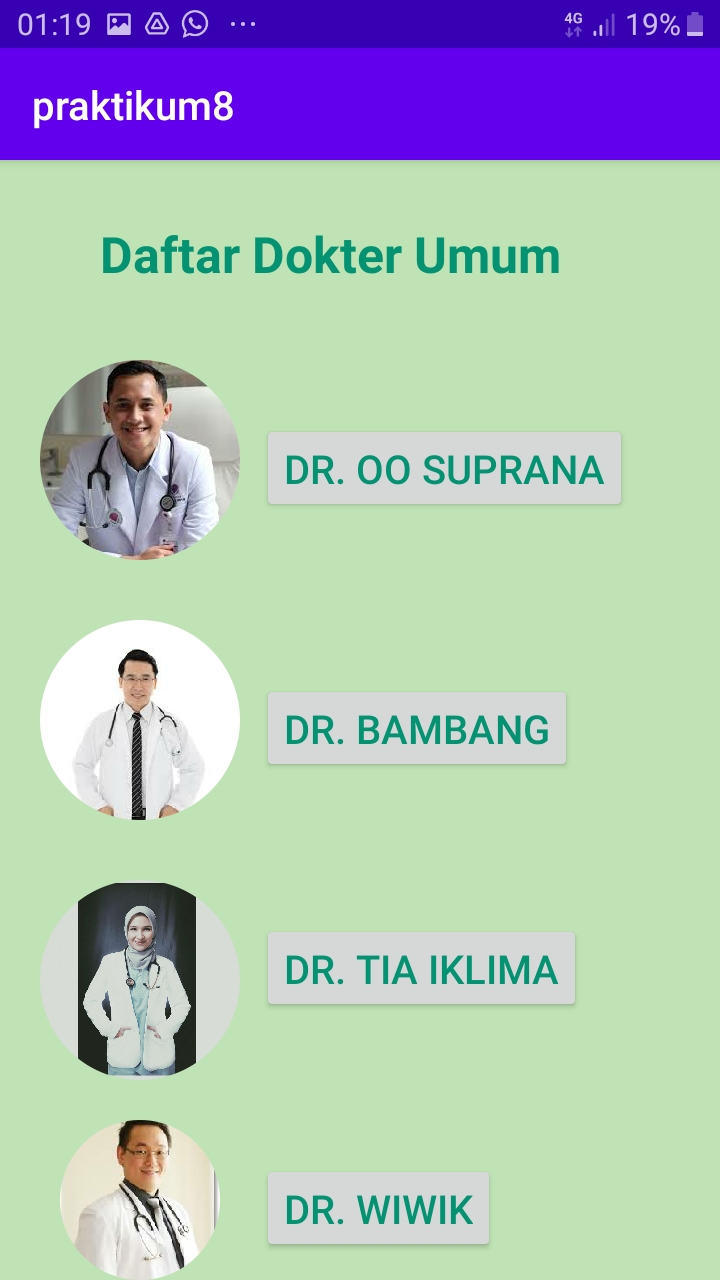 01:19
4G 19%
praktikum8
Daftar Dokter Umum
DR. OO SUPRANA
DR. BAMBANG
DR. TIA IKLIMA
DR. WIWIK